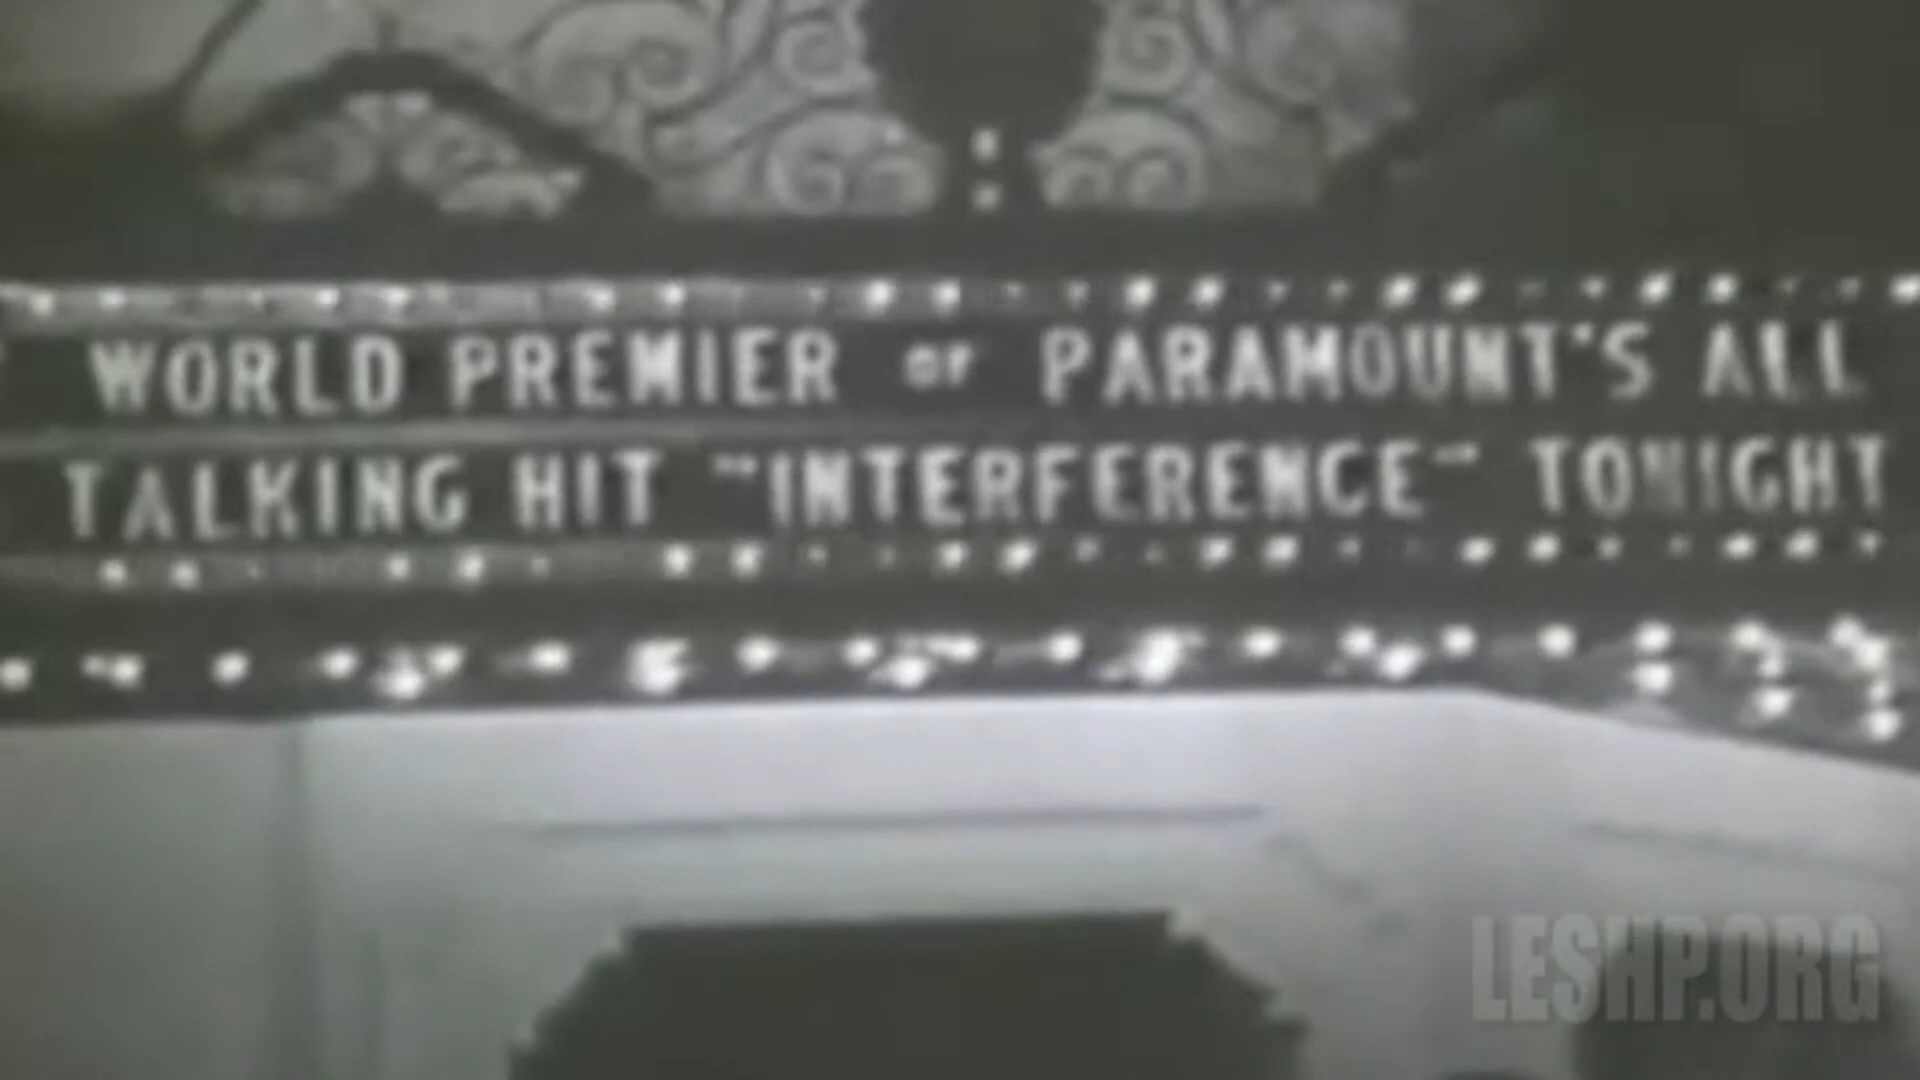 WORLD PREMIER OF PARAMOUNT'S ALL
TALKING HIT "INTERFERENCE" TONIGHT
LESHP.ORG